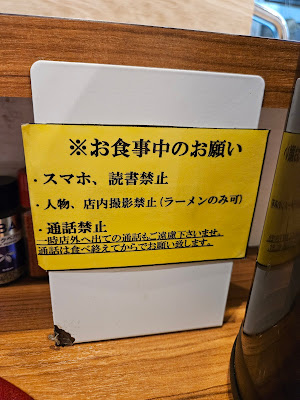 ※お食事中のお願い
・スマホ、読書禁止
・人物、店内撮影禁止(ラーメンのみ可)
・通話禁止
一時店外へ出ての通話もご遠慮下さいませ。
通話は食べ終えてからでお願い致します。